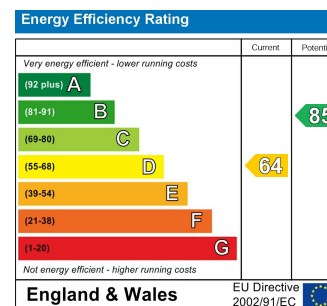 Energy Efficiency Rating
Current
Very energy efficient - lower running costs
(92 plus) A
(81-91) B
85
(69-80) C
(55-68) D
64
(39-54) E
(21-38) F
(1-20) G
Not energy efficient - higher running costs
England & Wales
EU Directive
2002/91/EC